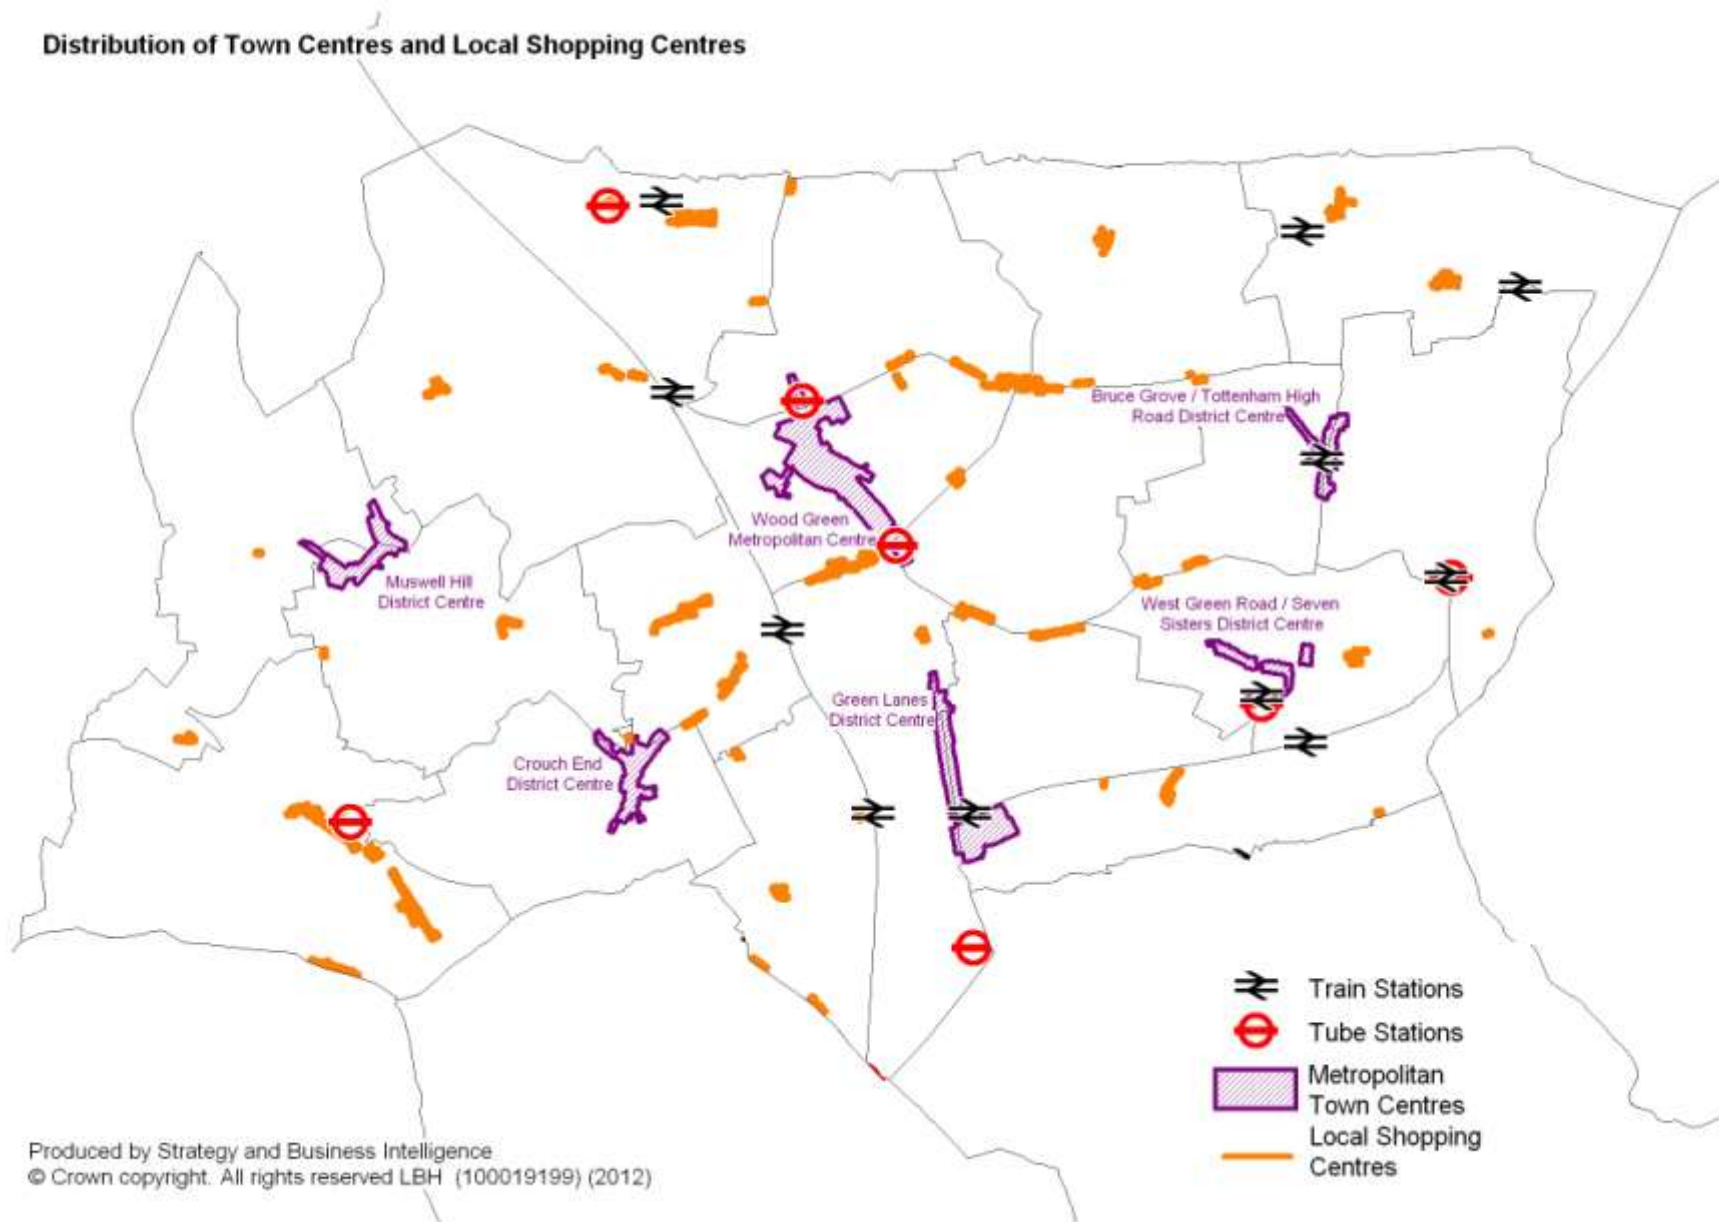 Distribution of Town Centres and Local Shopping Centres
Bruce Grove / Tottenham High
Road District Centre
Wood Green
Metropolitan Centre
Muswell Hill
District Centre
West Green Road / Seven
Sisters District Centre
Green Lanes
District Centre
Crouch End
District Centre
Train Stations
Tube Stations
Metropolitan
Town Centres
Local Shopping
Centres
Produced by Strategy and Business Intelligence
© Crown copyright. All rights reserved LBH (100019199) (2012)